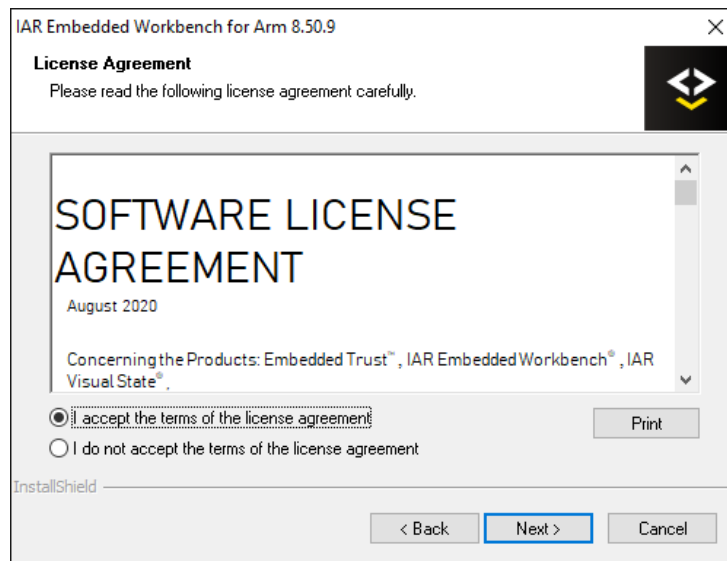 IAR Embedded Workbench for Arm 8.50.9
License Agreement
Please read the following license agreement carefully.
SOFTWARE LICENSE
AGREEMENT
August 2020
Concerning the Products: Embedded Trust™, IAR Embedded Workbench®, IAR
Visual State®,
I accept the terms of the license agreement
Print
I do not accept the terms of the license agreement
InstallShield
< Back
Next >
Cancel